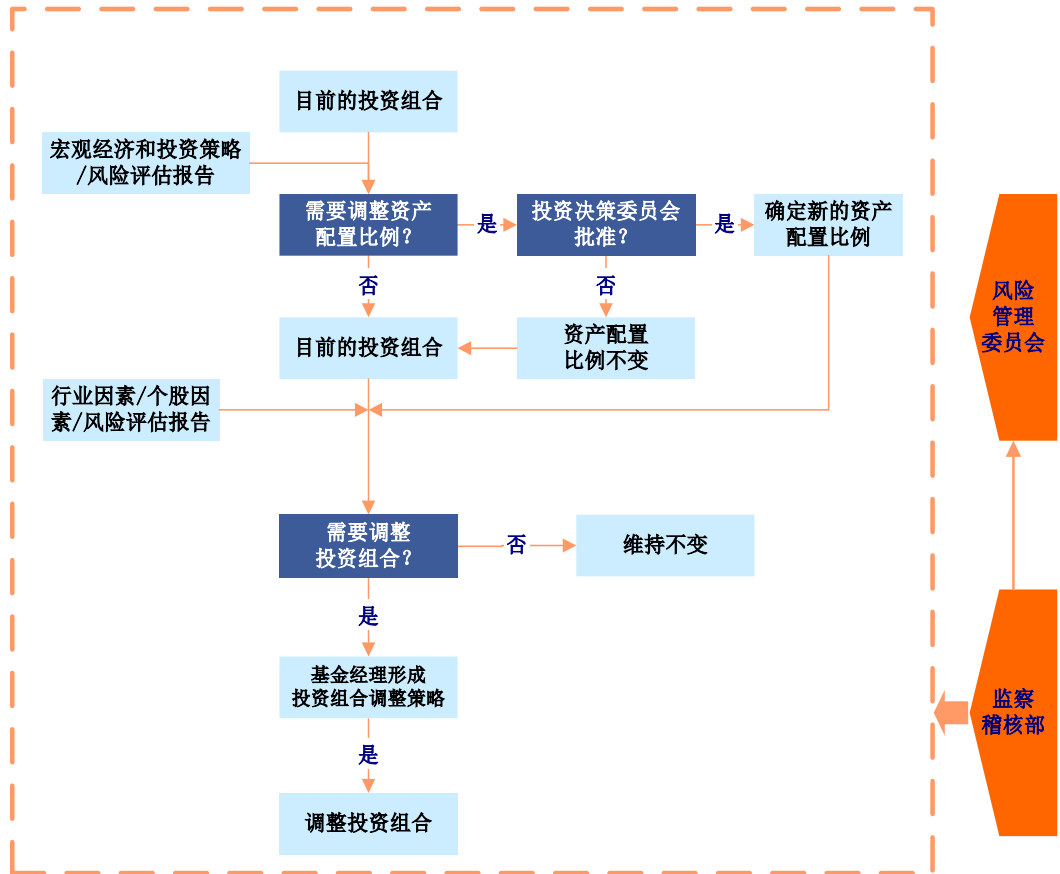 目前的投资组合
宏观经济和投资策略
/风险评估报告
需要调整资产
配置比例？
是
投资决策委员会
批准？
是
确定新的资产
配置比例
否
否
目前的投资组合
资产配置
比例不变
行业因素/个股因
素/风险评估报告
需要调整
投资组合？
否
维持不变
是
基金经理形成
投资组合调整策略
是
调整投资组合
风险
管理
委员会
监察
稽核部